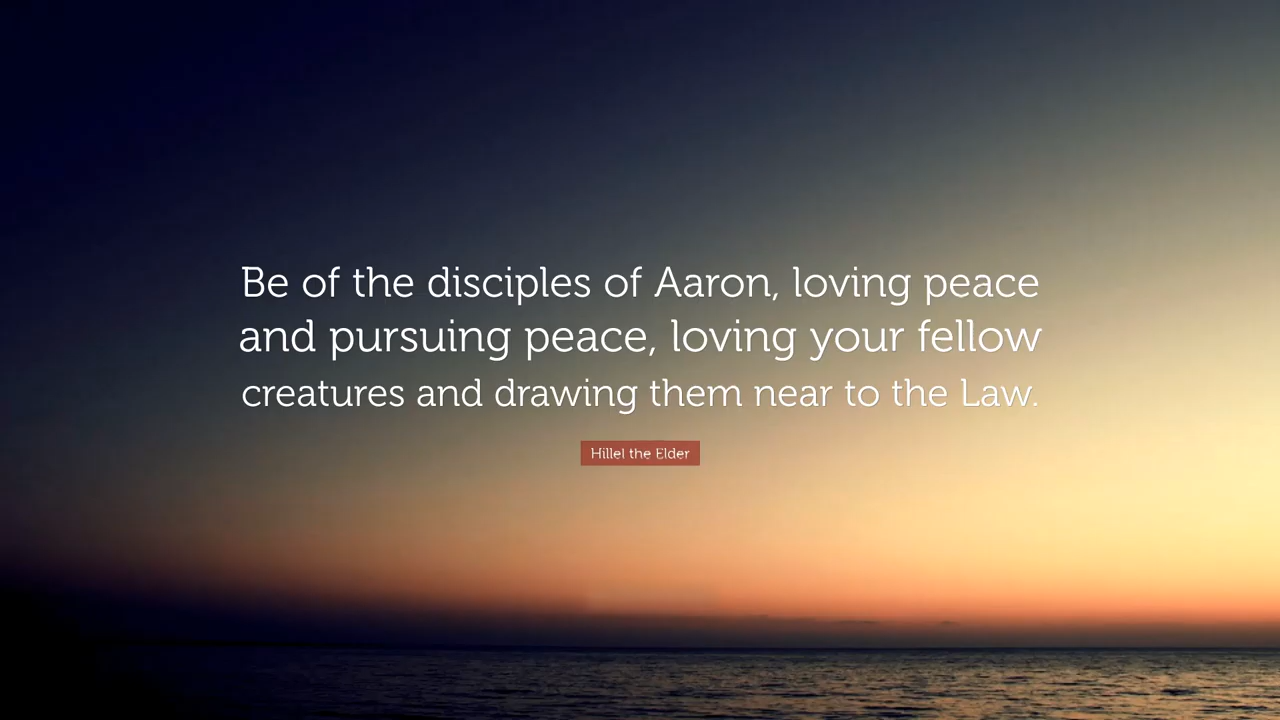 Be of the disciples of Aaron, loving peace
and pursuing peace, loving your fellow
creatures and drawing them near to the Law.
Hillel the Elder